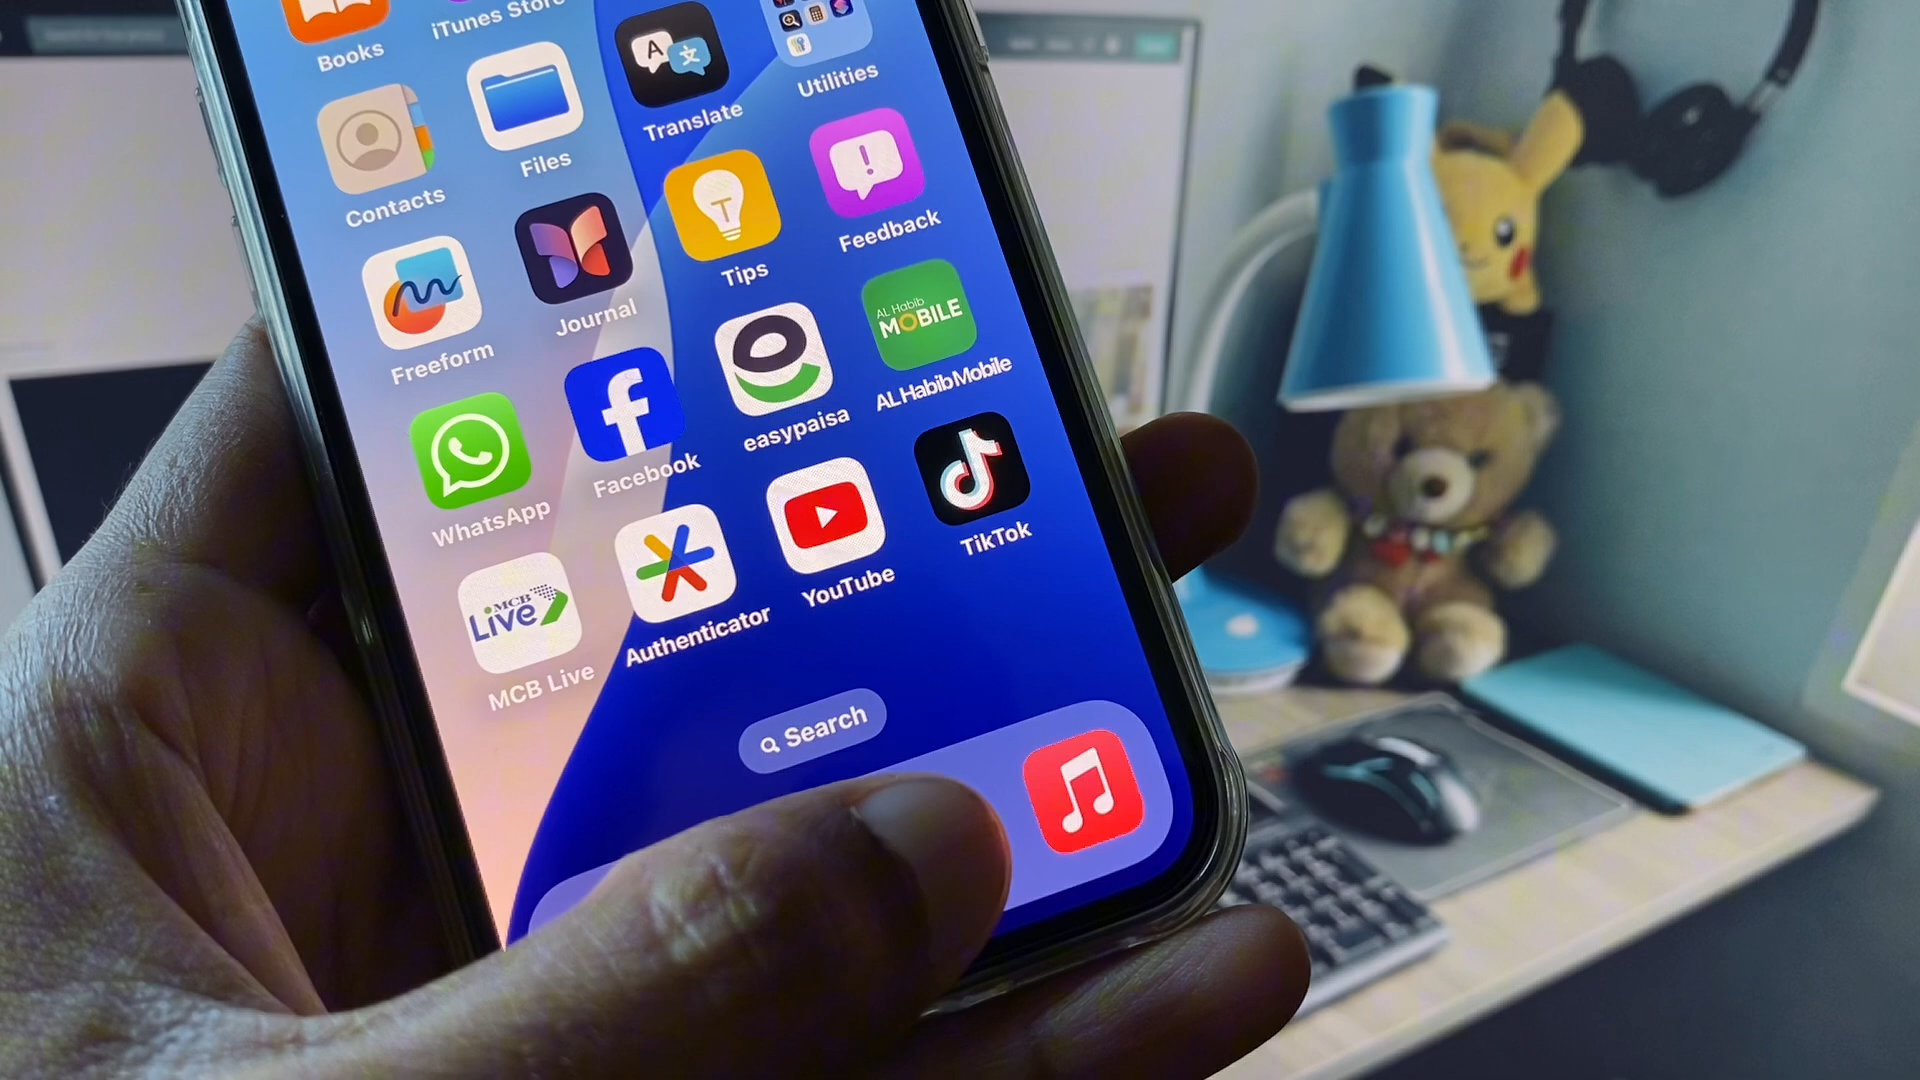 Books
iTunes Store
A
文
Translate
Utilities
Contacts
Files
Tips
Feedback
Freeform
Journal
easypaisa
AL Habib
MOBILE
AL Habib Mobile
WhatsApp
Facebook
YouTube
TikTok
MCB
Live
MCB Live
Authenticator
Search